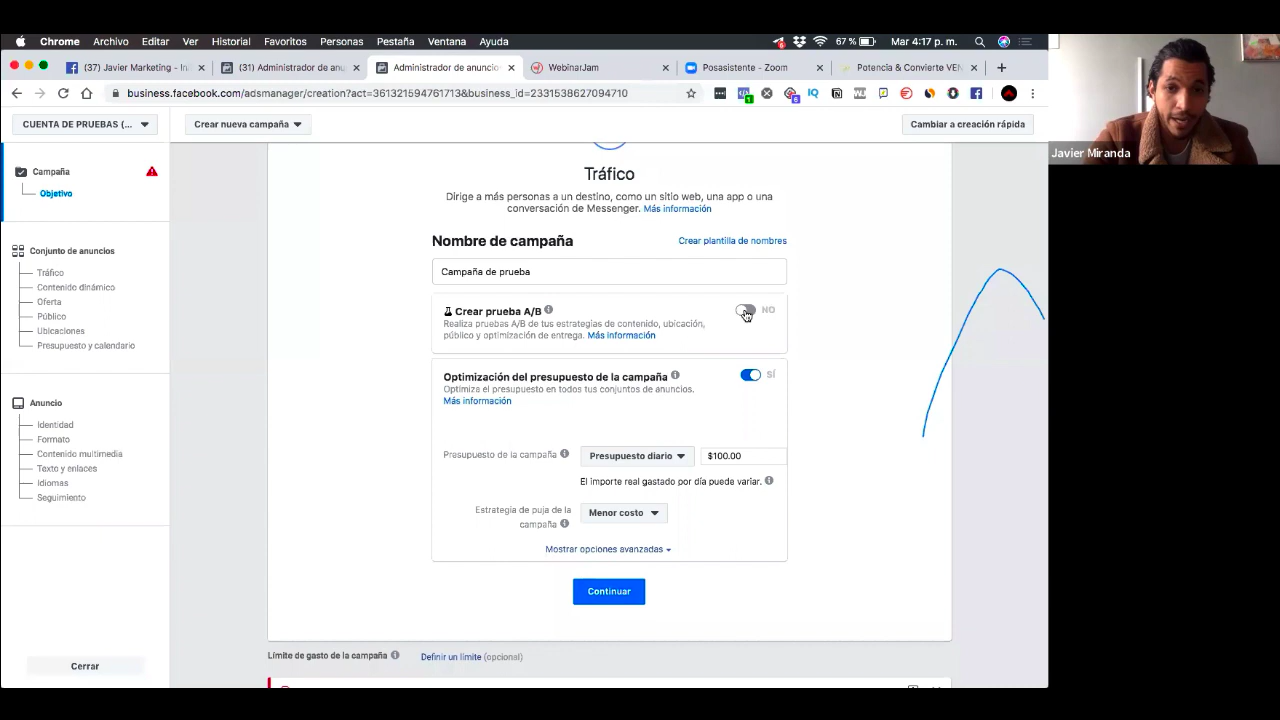 Chrome Archivo Editar Ver Historial Favoritos Personas Pestaña Ventana Ayuda 67 % Mar 4:17 p. m.
(37) Javier Marketing - In (31) Administrador de anun Administrador de anuncio WebinarJam Posasistente - Zoom Potencia & Convierte VEN
business.facebook.com/adsmanager/creation?act=361321594761713&business_id=2331538627094710
CUENTA DE PRUEBAS (... Crear nueva campaña Cambiar a creación rápida
Javier Miranda
Campaña
Objetivo
Conjunto de anuncios
Tráfico
Contenido dinámico
Oferta
Público
Ubicaciones
Presupuesto y calendario
Anuncio
Identidad
Formato
Contenido multimedia
Texto y enlaces
Idiomas
Seguimiento
Cerrar
Tráfico
Dirige a más personas a un destino, como un sitio web, una app o una
conversación de Messenger. Más información
Nombre de campaña Crear plantilla de nombres
Campaña de prueba
Crear prueba A/B NO
Realiza pruebas A/B de tus estrategias de contenido, ubicación,
público y optimización de entrega. Más información
Optimización del presupuesto de la campaña SÍ
Optimiza el presupuesto en todos tus conjuntos de anuncios.
Más información
Presupuesto de la campaña Presupuesto diario $100.00
El importe real gastado por día puede variar.
Estrategia de puja de la
campaña Menor costo
Mostrar opciones avanzadas
Continuar
Límite de gasto de la campaña Definir un límite (opcional)